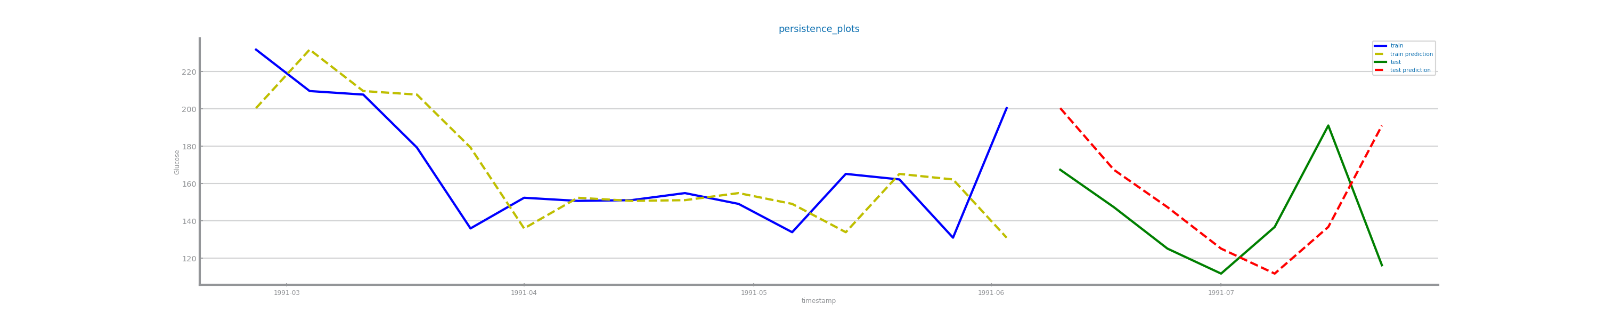 persistence_plots
train
train prediction
test
test prediction
220
200
180
160
140
120
Glucose
1991-03
1991-04
1991-05
1991-06
1991-07
timestamp